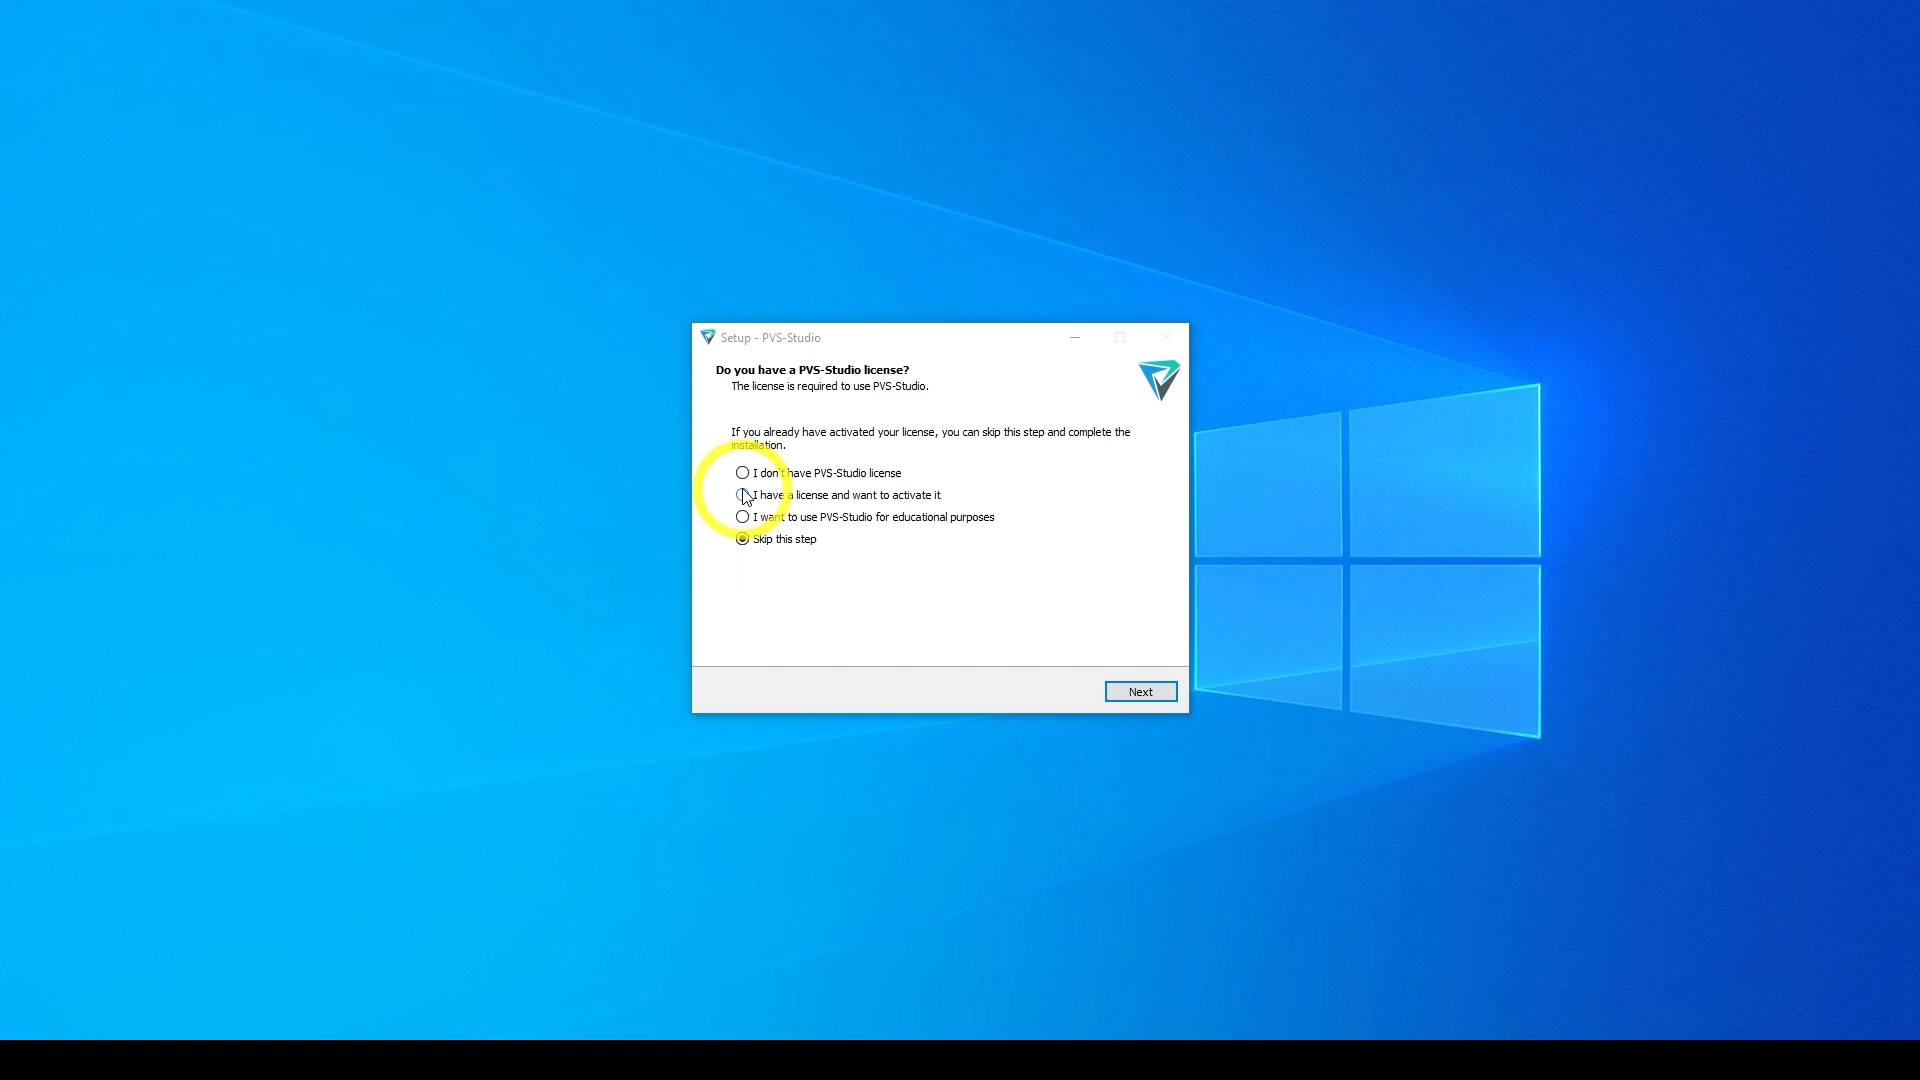 Setup - PVS-Studio
Do you have a PVS-Studio license?
The license is required to use PVS-Studio.
If you already have activated your license, you can skip this step and complete the
installation.
I don't have PVS-Studio license
I have a license and want to activate it
I want to use PVS-Studio for educational purposes
Skip this step
Next